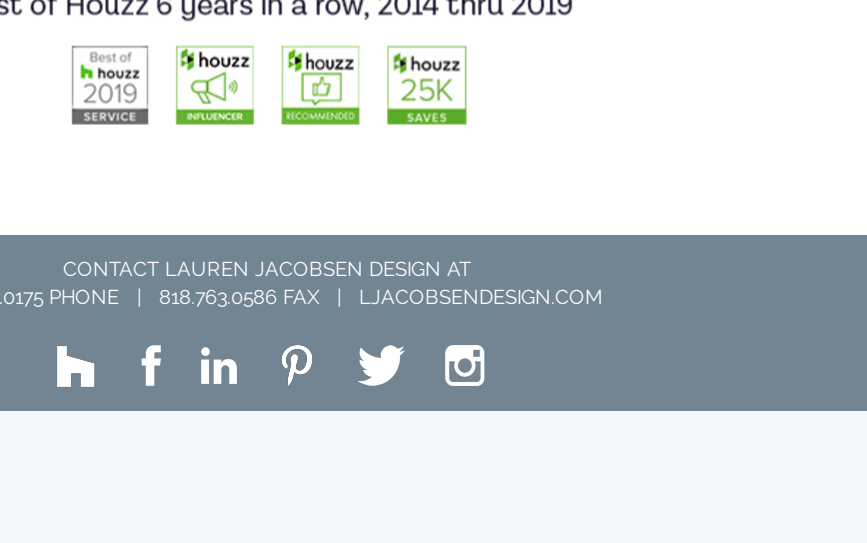 of Houzz 6 years in a row, 2014 thru 2019
Best of
houzz
2019
SERVICE
houzz
INFLUENCER
houzz
RECOMMENDED
houzz
25K
SAVES
CONTACT LAUREN JACOBSEN DESIGN AT
.0175 PHONE | 818.763.0586 FAX | LJACOBSENDESIGN.COM